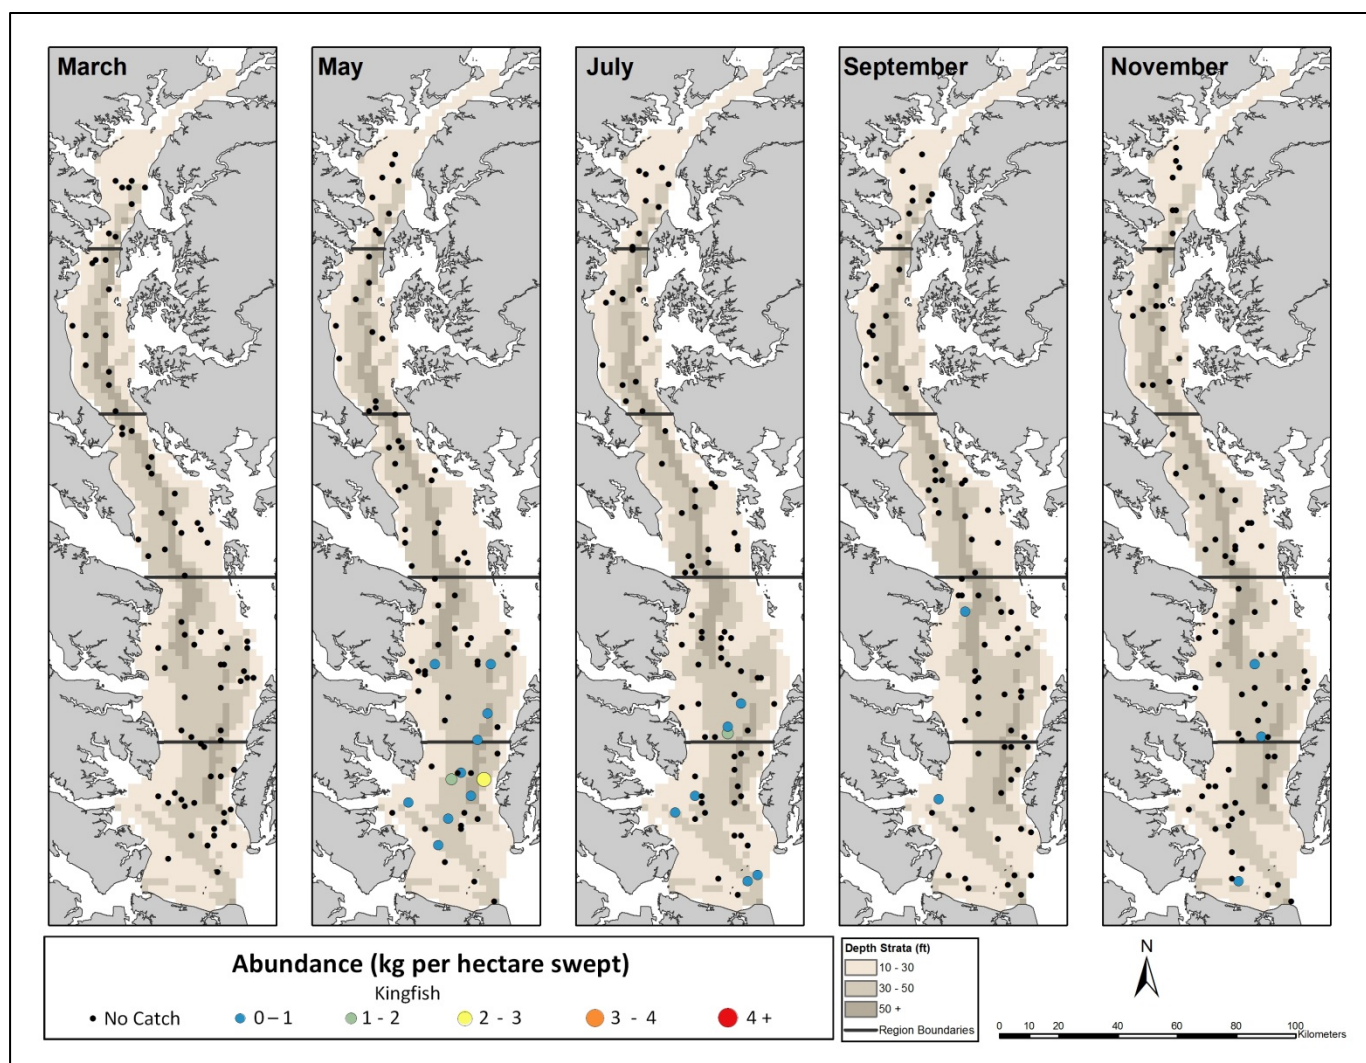 March
May
July
September
November
Abundance (kg per hectare swept)
Kingfish
No Catch
0 – 1
1 - 2
2 - 3
3 - 4
4 +
Depth Strata (ft)
10 - 30
30 - 50
50 +
Region Boundaries
N
0 20 40 60 80 100
Kilometers